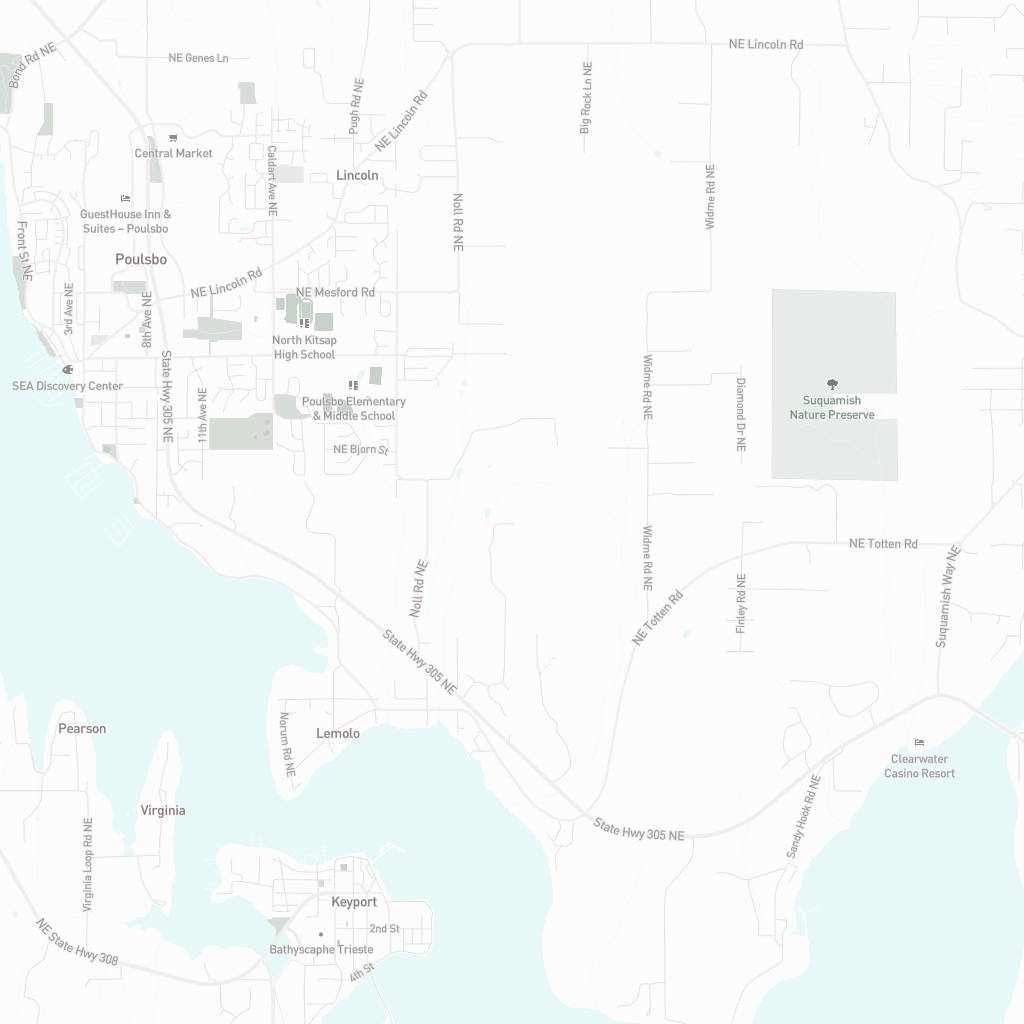 NE Lincoln Rd
Bond Rd NE
NE Genes Ln
Big Rock Ln NE
Pugh Rd NE
NE Lincoln Rd
Central Market
Caldart Ave NE
Lincoln
Widme Rd NE
GuestHouse Inn &
Suites – Poulsbo
Noll Rd NE
Front St NE
Poulsbo
NE Lincoln Rd
NE Mesford Rd
3rd Ave NE
8th Ave NE
North Kitsap
High School
SEA Discovery Center
State Hwy 305 NE
11th Ave NE
Poulsbo Elementary
& Middle School
Widme Rd NE
Diamond Dr NE
Suquamish
Nature Preserve
NE Bjorn St
NE Totten Rd
Widme Rd NE
Noll Rd NE
Finley Rd NE
Suquamish Way NE
NE Totten Rd
State Hwy 305 NE
Pearson
Norum Rd NE
Lemolo
Clearwater
Casino Resort
Virginia
State Hwy 305 NE
Sandy Hook Rd NE
Virginia Loop Rd NE
Keyport
2nd St
NE State Hwy 308
Bathyscaphe Trieste
4th St